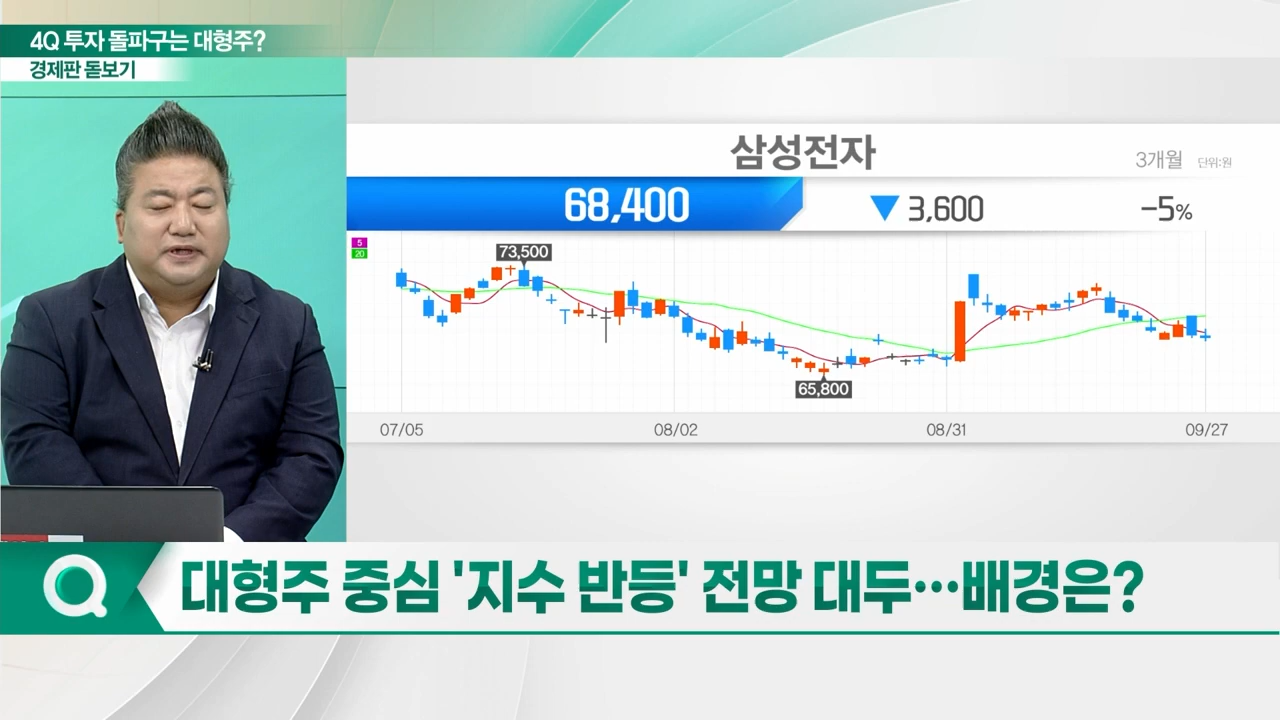 4Q 투자 돌파구는 대형주?
경제판 돋보기
삼성전자
3개월 단위:원
68,400 ▼ 3,600 -5%
5
20
73,500
65,800
07/05 08/02 08/31 09/27
Q 대형주 중심 '지수 반등' 전망 대두…배경은?